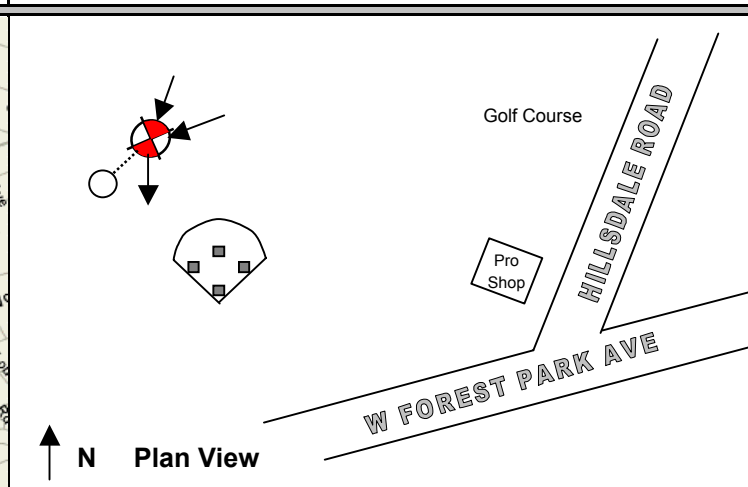 Golf Course
HILLSDALE ROAD
Pro
Shop
W FOREST PARK AVE
N Plan View